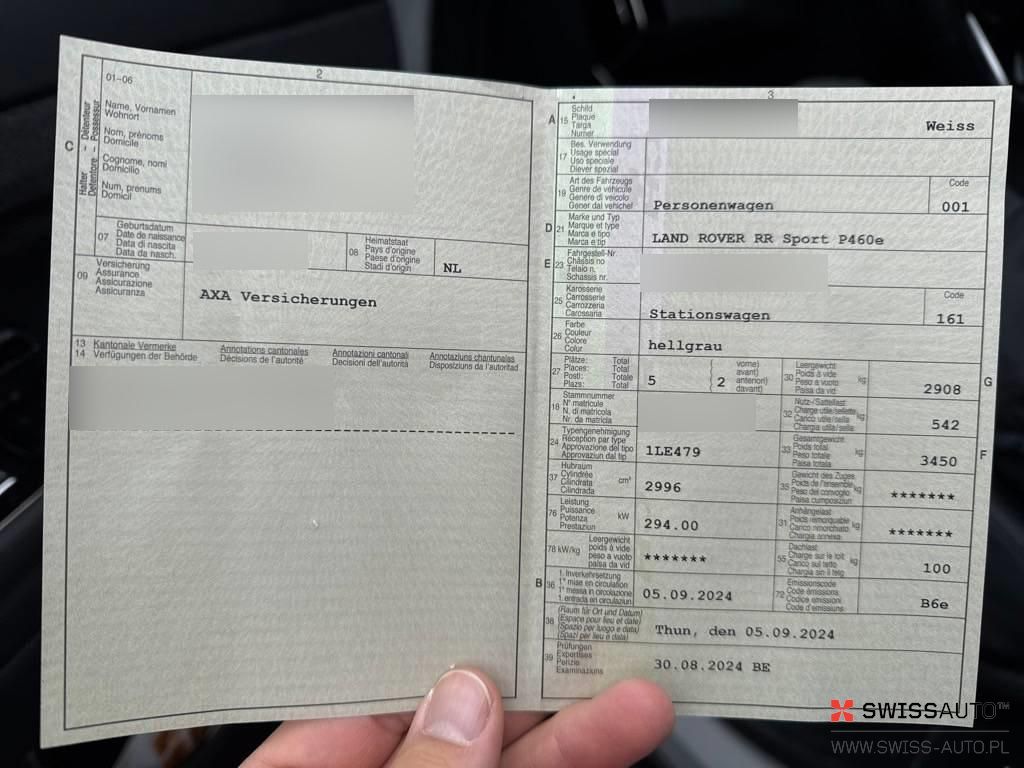 2
01-06
C
Halter – Détenteur
Detentore – Possessur
Name, Vornamen
Wohnort
Nom, prénoms
Domicile
Cognome, nomi
Domicilio
Num, prenums
Domicil
07
Geburtsdatum
Date de naissance
Data di nascita
Data da nasch.
08
Heimatstaat
Pays d'origine
Paese d'origine
Stadi d'origin
NL
09
Versicherung
Assurance
Assicurazione
Assicuranza
AXA Versicherungen
13 Kantonale Vermerke
14 Verfügungen der Behörde
Annotations cantonales
Décisions de l'autorité
Annotazioni cantonali
Decisioni dell'autorità
Annotaziuns chantunalas
Disposiziuns da l'autoritad
3
A 15
Schild
Plaque
Targa
Numer
Weiss
17
Bes. Verwendung
Usage spécial
Uso speciale
Diever spezial
19
Art des Fahrzeugs
Genre de véhicule
Genere di veicolo
Gener dal vehichel
Personenwagen
Code
001
D 21
Marke und Typ
Marque et type
Marca e tipo
Marca e tip
LAND ROVER RR Sport P460e
E 23
Fahrgestell-Nr.
Châssis no
Telaio n.
Schassis nr.
25
Karosserie
Carrosserie
Carrozzeria
Carossaria
Stationswagen
Code
161
26
Farbe
Couleur
Colore
Colur
hellgrau
27
Plätze: Total
Places: Total
Posti: Totale
Plazs: Total
5
2
vorne)
avant)
anteriori)
davant)
30
Leergewicht
Poids à vide
Peso a vuoto
Paisa da vid
kg
2908
G
18
Stammnummer
N° matricule
N. di matricola
Nr. da matricla
32
Nutz-/Sattellast
Charge utile/sellette
Carico utile/sella
Chargia utila/sella
kg
542
24
Typengenehmigung
Réception par type
Approvazione del tipo
Approvaziun dal tip
1LE479
33
Gesamtgewicht
Poids total
Peso totale
Paisa totala
kg
3450
F
37
Hubraum
Cylindrée
Cilindrata
Cilindrada
cm³
2996
35
Gewicht des Zuges
Poids de l'ensemble
Peso del convoglio
Paisa cumposiziun
kg
*******
76
Leistung
Puissance
Potenza
Prestaziun
kW
294.00
31
Anhängelast
Poids remorquable
Carico rimorchiato
Chargia annexa
kg
*******
78 kW/kg
Leergewicht
poids à vide
peso a vuoto
paisa da vid
*******
55
Dachlast
Charge sur le toit
Carico sul tetto
Chargia sin il tetg
kg
100
B 36
1. Inverkehrsetzung
1re mise en circulation
1a messa in circolazione
1. entrada en circulaziun
05.09.2024
72
Emissionscode
Code émissions
Codice emissioni
Code d'emissiuns
B6e
38
(Raum für Ort und Datum)
(Espace pour lieu et date)
(Spazio per luogo e data)
(Spazi per lieu e data)
Thun, den 05.09.2024
39
Prüfungen
Expertises
Perizie
Examinaziuns
30.08.2024 BE
SWISSAUTO™
WWW.SWISS-AUTO.PL